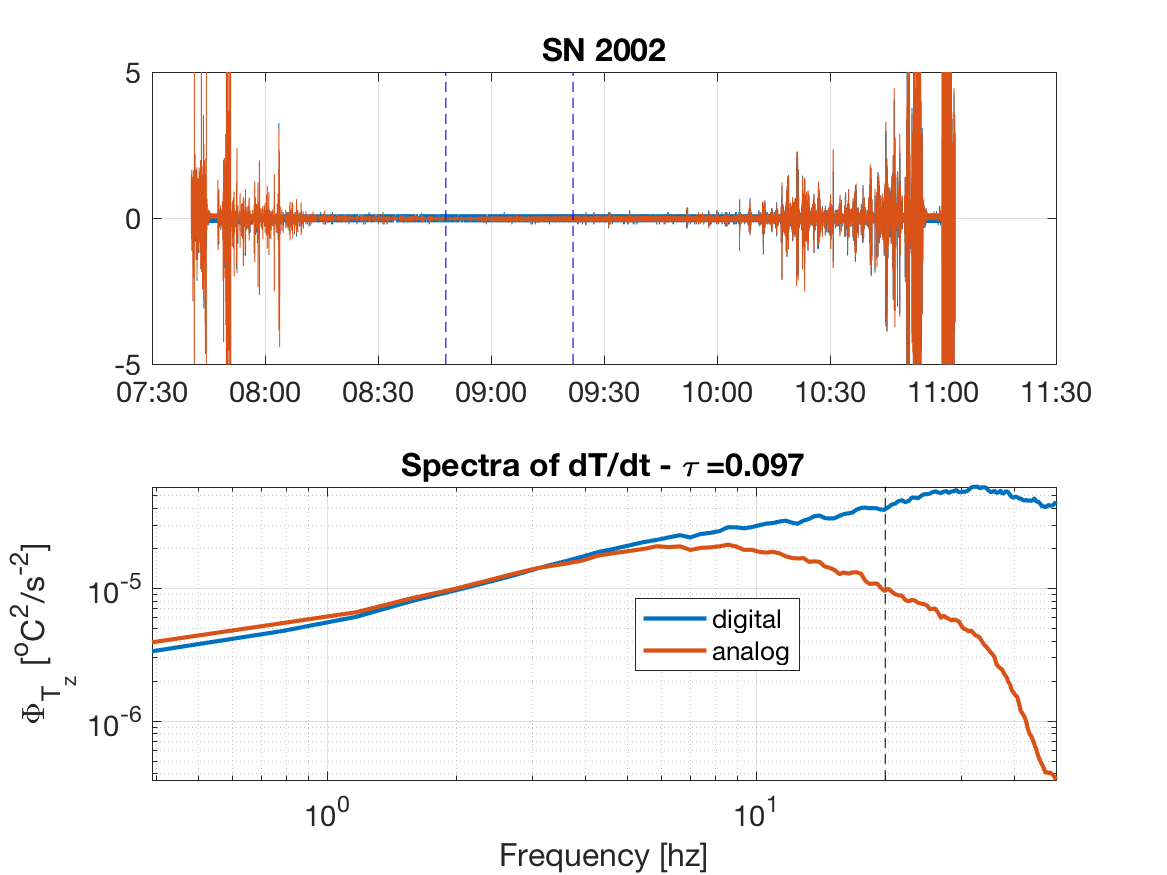 SN 2002
5
0
-5
07:30 08:00 08:30 09:00 09:30 10:00 10:30 11:00 11:30
Spectra of dT/dt - τ =0.097
Φ_{T_z} [°C²/s⁻²]
10⁻⁵
10⁻⁶
digital
analog
10⁰ 10¹
Frequency [hz]